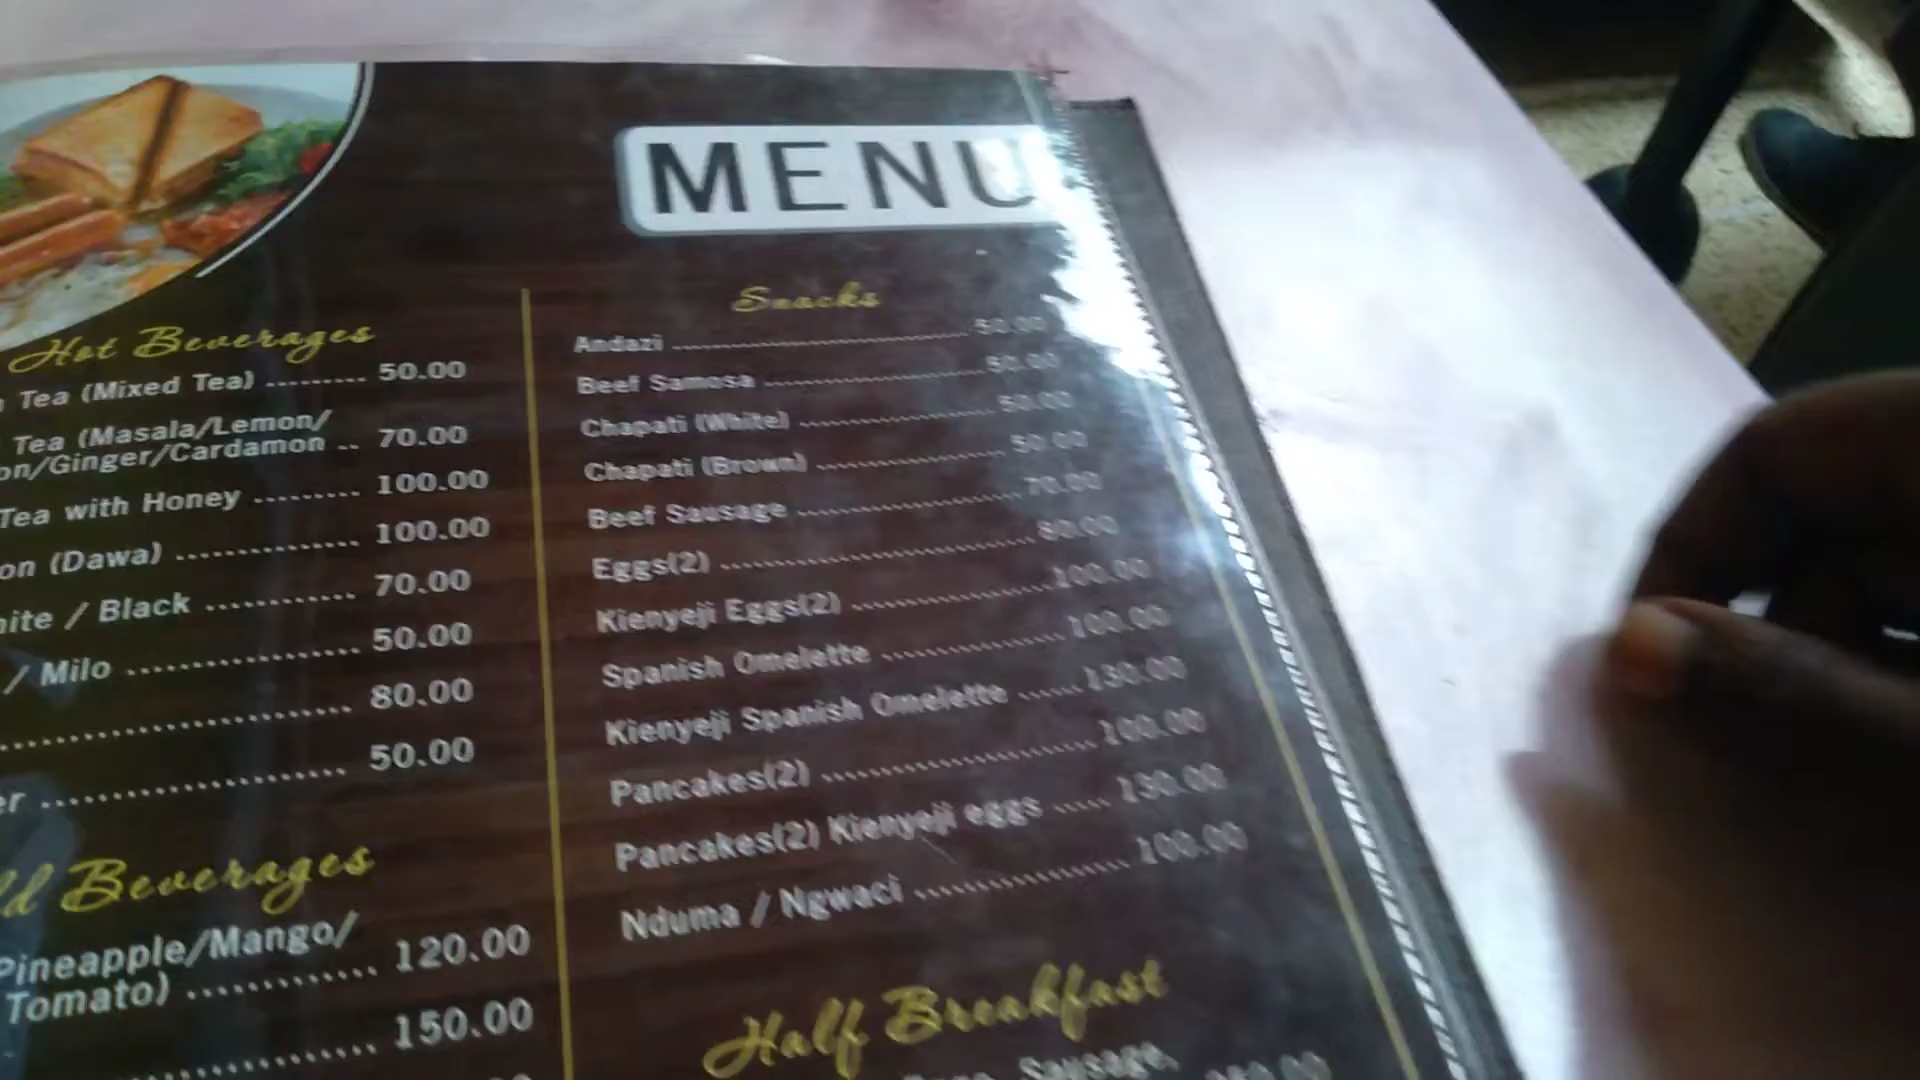 MENU
Hot Beverages
Tea (Mixed Tea) ......... 50.00
Tea (Masala/Lemon/
on/Ginger/Cardamon .. 70.00
Tea with Honey ......... 100.00
on (Dawa) ............... 100.00
ite / Black ............. 70.00
/ Milo .................... 50.00
.............................. 80.00
er .......................... 50.00
d Beverages
Pineapple/Mango/
Tomato) ................ 120.00
......................... 150.00
Snacks
Andazi ............................... 50.00
Beef Samosa ....................... 50.00
Chapati (White) .................... 50.00
Chapati (Brown) .................... 50.00
Beef Sausage ....................... 70.00
Eggs(2) ................................ 80.00
Kienyeji Eggs(2) .................... 100.00
Spanish Omelette .................. 100.00
Kienyeji Spanish Omelette ...... 130.00
Pancakes(2) .......................... 100.00
Pancakes(2) Kienyeji eggs ..... 130.00
Nduma / Ngwaci .................... 100.00
Half Breakfast
Sausage,